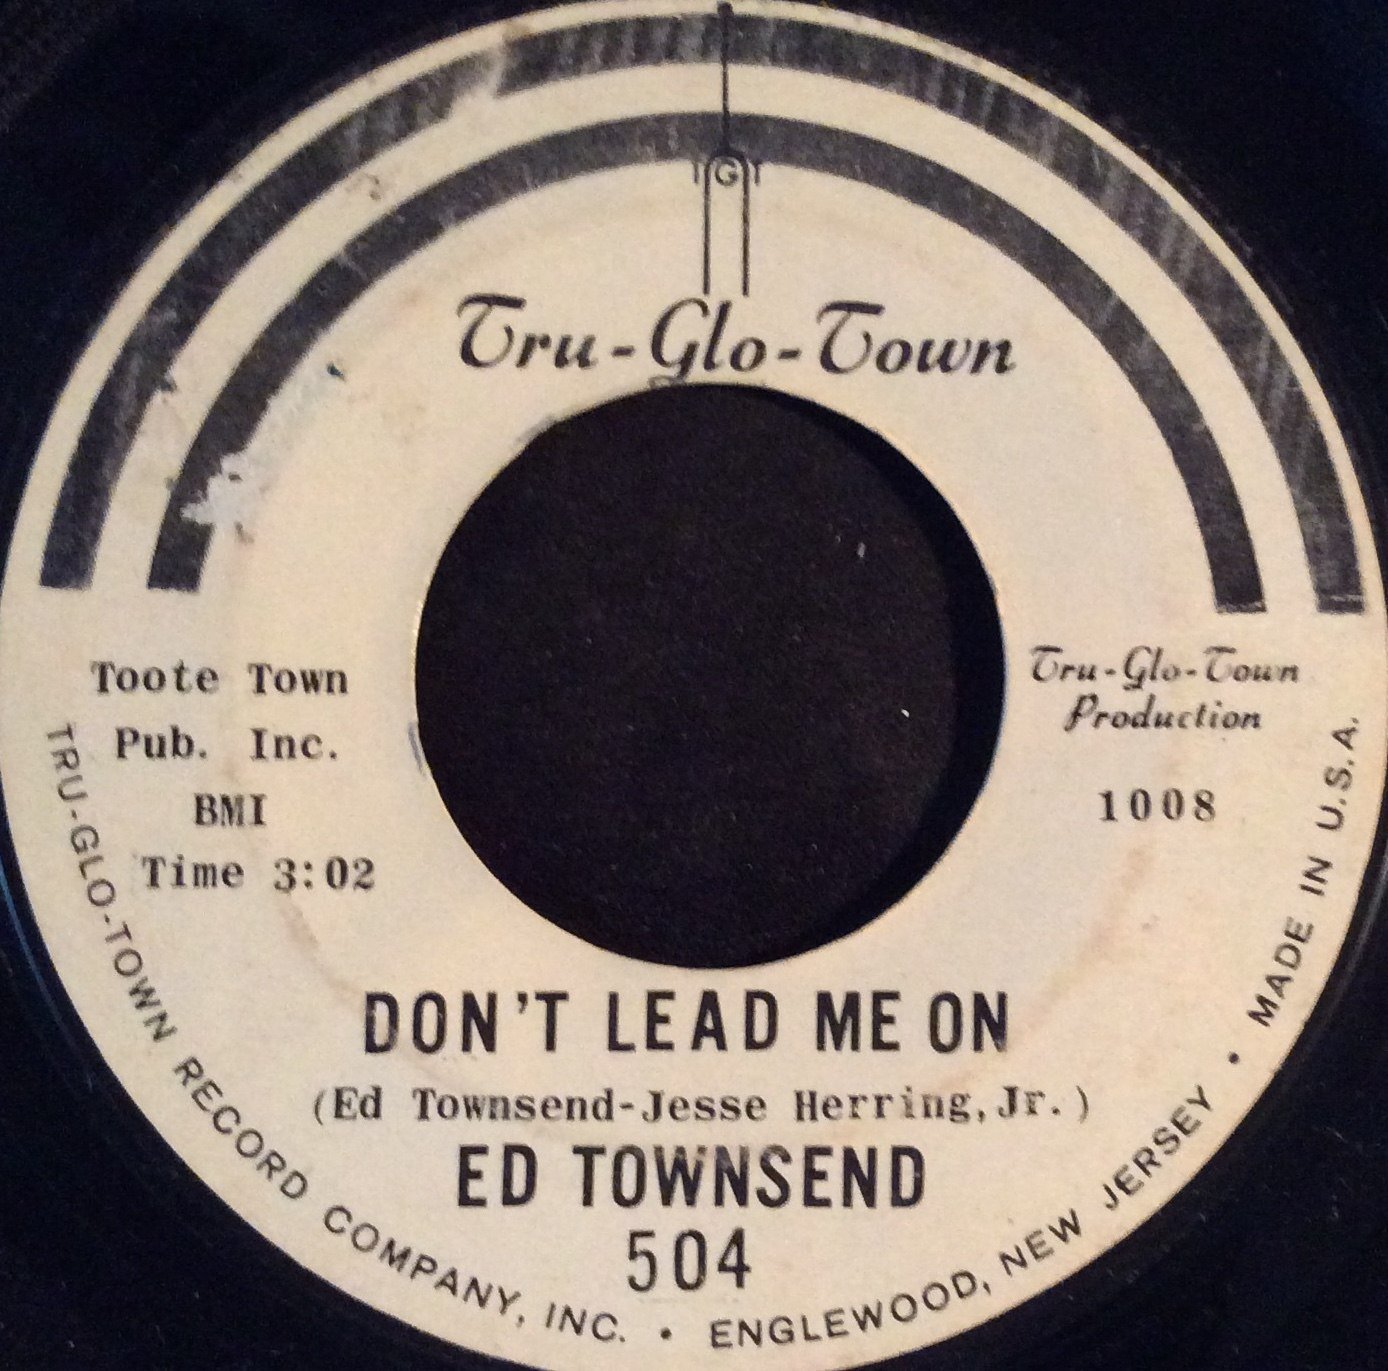 TGT
Tru-Glo-Town
Toote Town
Pub. Inc.
BMI
Time 3:02
Tru-Glo-Town
Production
1008
DON'T LEAD ME ON
(Ed Townsend-Jesse Herring,Jr.)
ED TOWNSEND
504
TRU-GLO-TOWN RECORD COMPANY, INC. • ENGLEWOOD, NEW JERSEY • MADE IN U.S.A.